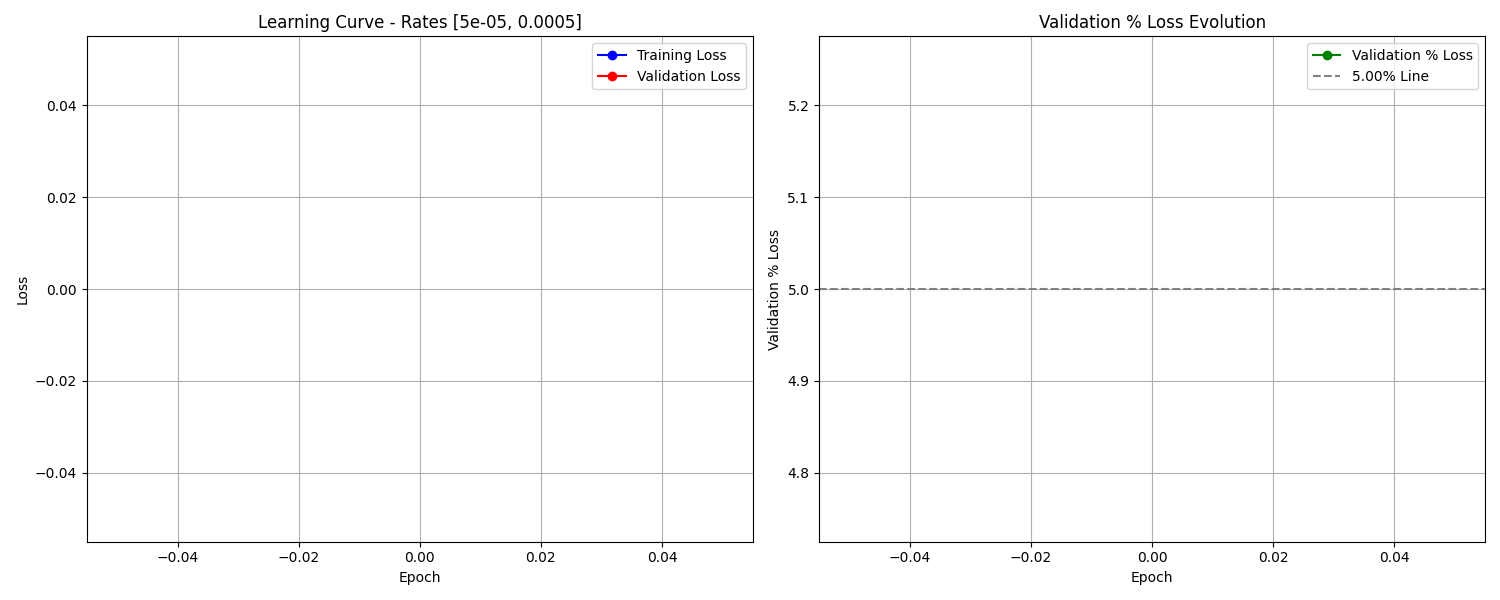 Learning Curve - Rates [5e-05, 0.0005]
Training Loss
Validation Loss
Loss
0.04
0.02
0.00
−0.02
−0.04
−0.04
−0.02
0.00
0.02
0.04
Epoch
Validation % Loss Evolution
Validation % Loss
5.00% Line
Validation % Loss
5.2
5.1
5.0
4.9
4.8
−0.04
−0.02
0.00
0.02
0.04
Epoch